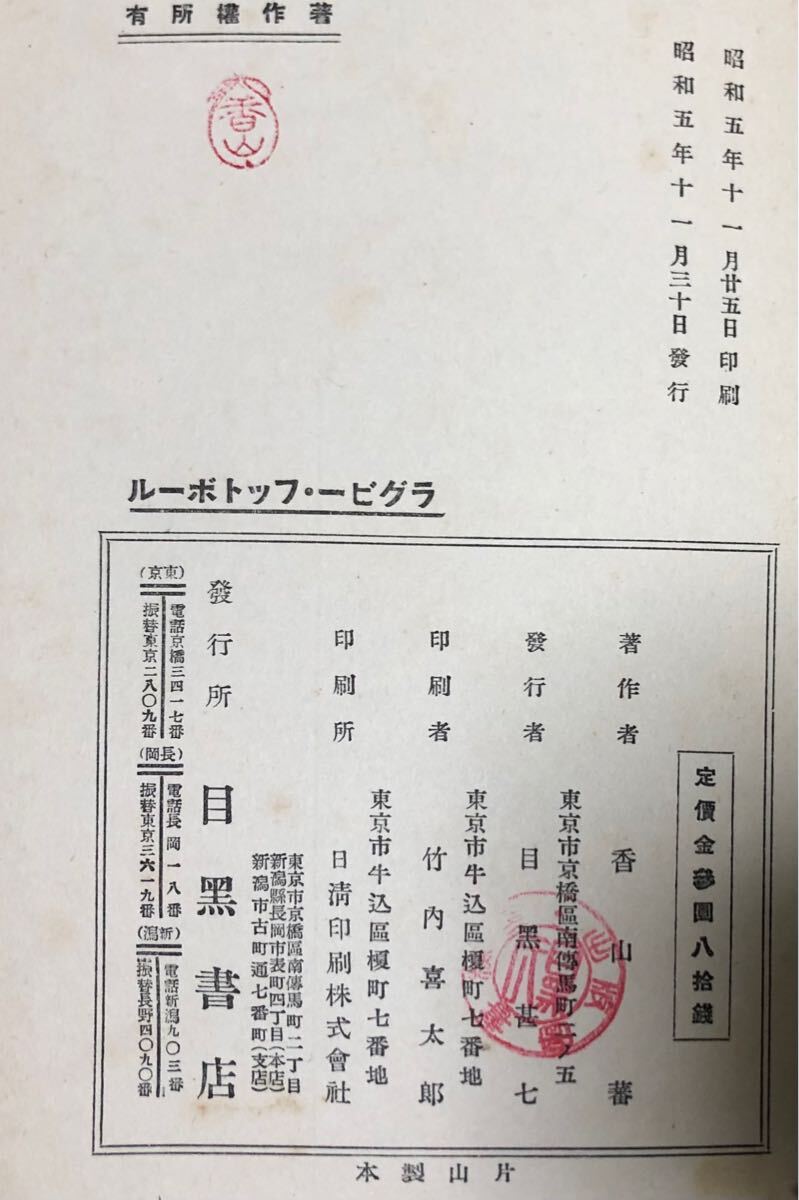 昭和五年十一月廿五日印刷
昭和五年十一月三十日發行
有所權作著
香山
ラグビー・フットボール
定價金參圓八拾錢
著作者 香山蕃
東京市京橋區南傳馬町二ノ五
發行者 目黑甚七
東京市牛込區榎町七番地
印刷者 竹內喜太郎
東京市牛込區榎町七番地
印刷所 日淸印刷株式會社
東京市京橋區南傳馬町二丁目
新潟縣長岡市表町四丁目(本店)
新潟市古町通七番町(支店)
發行所 目黑書店
(東京)
電話京橋三四一七番
振替東京二八〇九番
(長岡)
電話長岡一八番
振替東京三六一九番
(新潟)
電話新潟九〇三番
振替長野四〇九〇番
本製山片